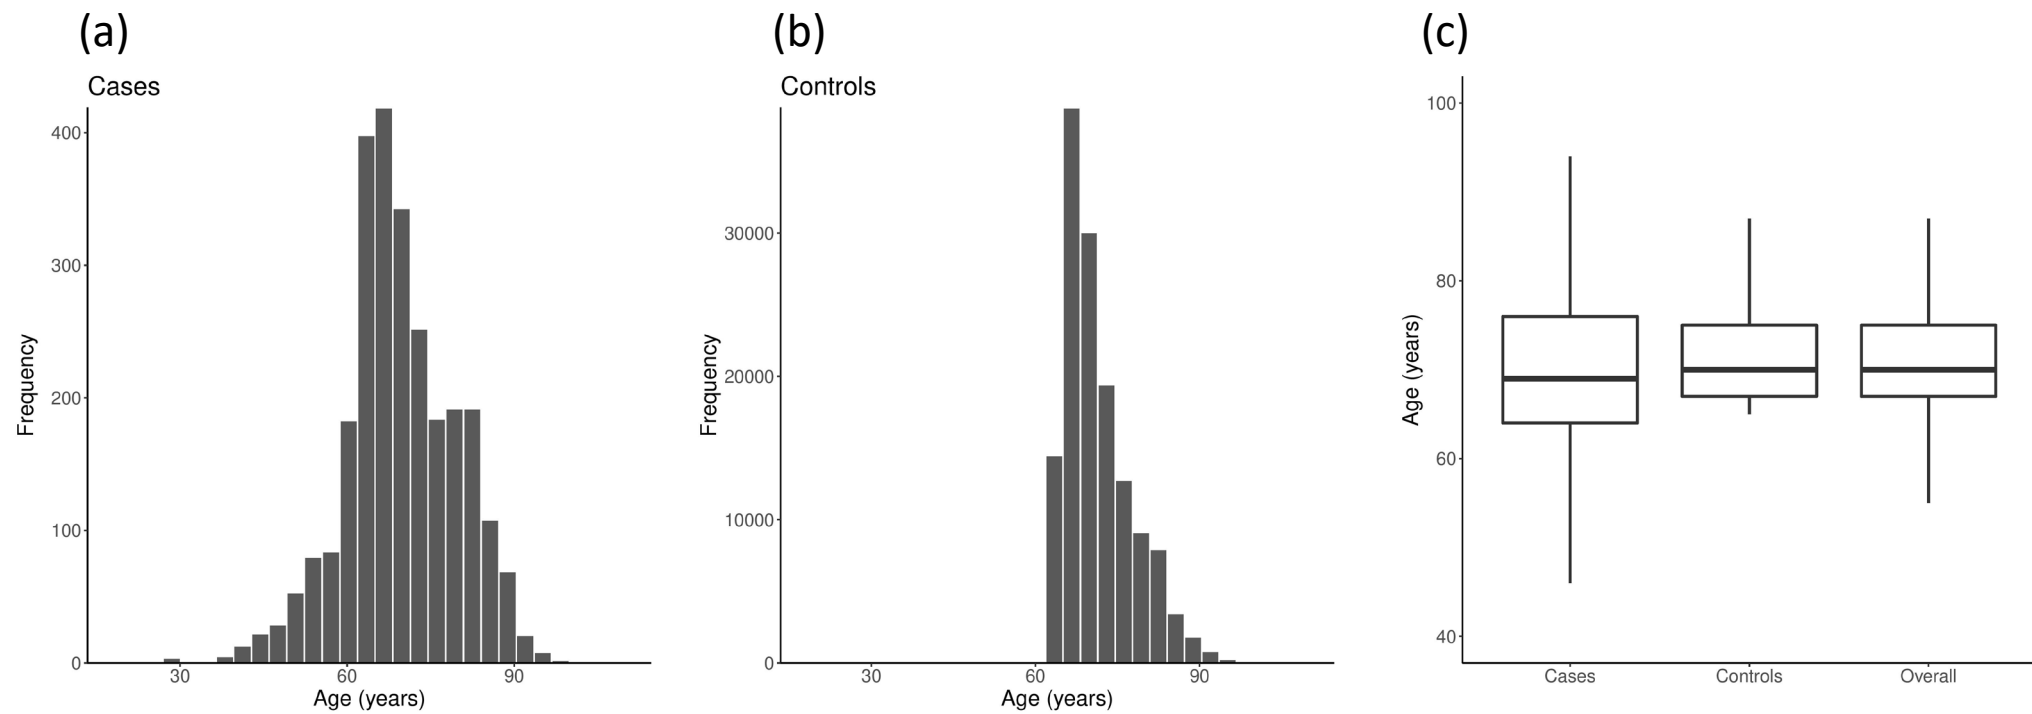 (a)
Cases
400
300
200
100
0
30 60 90
Age (years)
Frequency
(b)
Controls
30000
20000
10000
0
30 60 90
Age (years)
Frequency
(c)
100
80
60
40
Cases Controls Overall
Age (years)